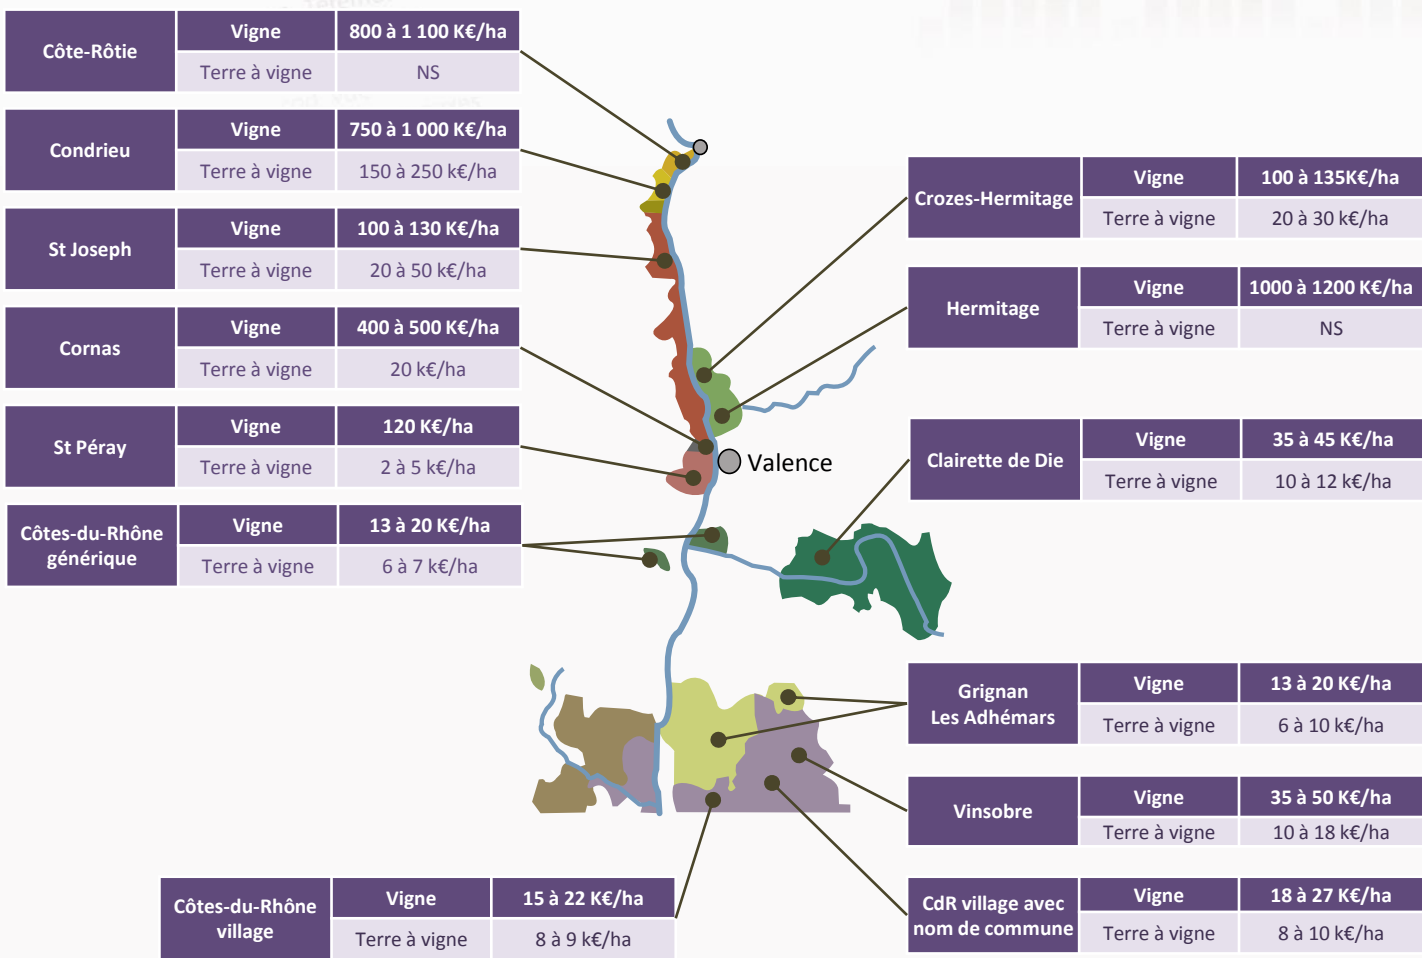 Côte-Rôtie
Vigne 800 à 1 100 K€/ha
Terre à vigne NS
Condrieu
Vigne 750 à 1 000 K€/ha
Terre à vigne 150 à 250 k€/ha
St Joseph
Vigne 100 à 130 K€/ha
Terre à vigne 20 à 50 k€/ha
Cornas
Vigne 400 à 500 K€/ha
Terre à vigne 20 k€/ha
St Péray
Vigne 120 K€/ha
Terre à vigne 2 à 5 k€/ha
Côtes-du-Rhône
générique
Vigne 13 à 20 K€/ha
Terre à vigne 6 à 7 k€/ha
Crozes-Hermitage
Vigne 100 à 135K€/ha
Terre à vigne 20 à 30 k€/ha
Hermitage
Vigne 1000 à 1200 K€/ha
Terre à vigne NS
Valence
Clairette de Die
Vigne 35 à 45 K€/ha
Terre à vigne 10 à 12 k€/ha
Grignan
Les Adhémars
Vigne 13 à 20 K€/ha
Terre à vigne 6 à 10 k€/ha
Vinsobre
Vigne 35 à 50 K€/ha
Terre à vigne 10 à 18 k€/ha
Côtes-du-Rhône
village
Vigne 15 à 22 K€/ha
Terre à vigne 8 à 9 k€/ha
CdR village avec
nom de commune
Vigne 18 à 27 K€/ha
Terre à vigne 8 à 10 k€/ha